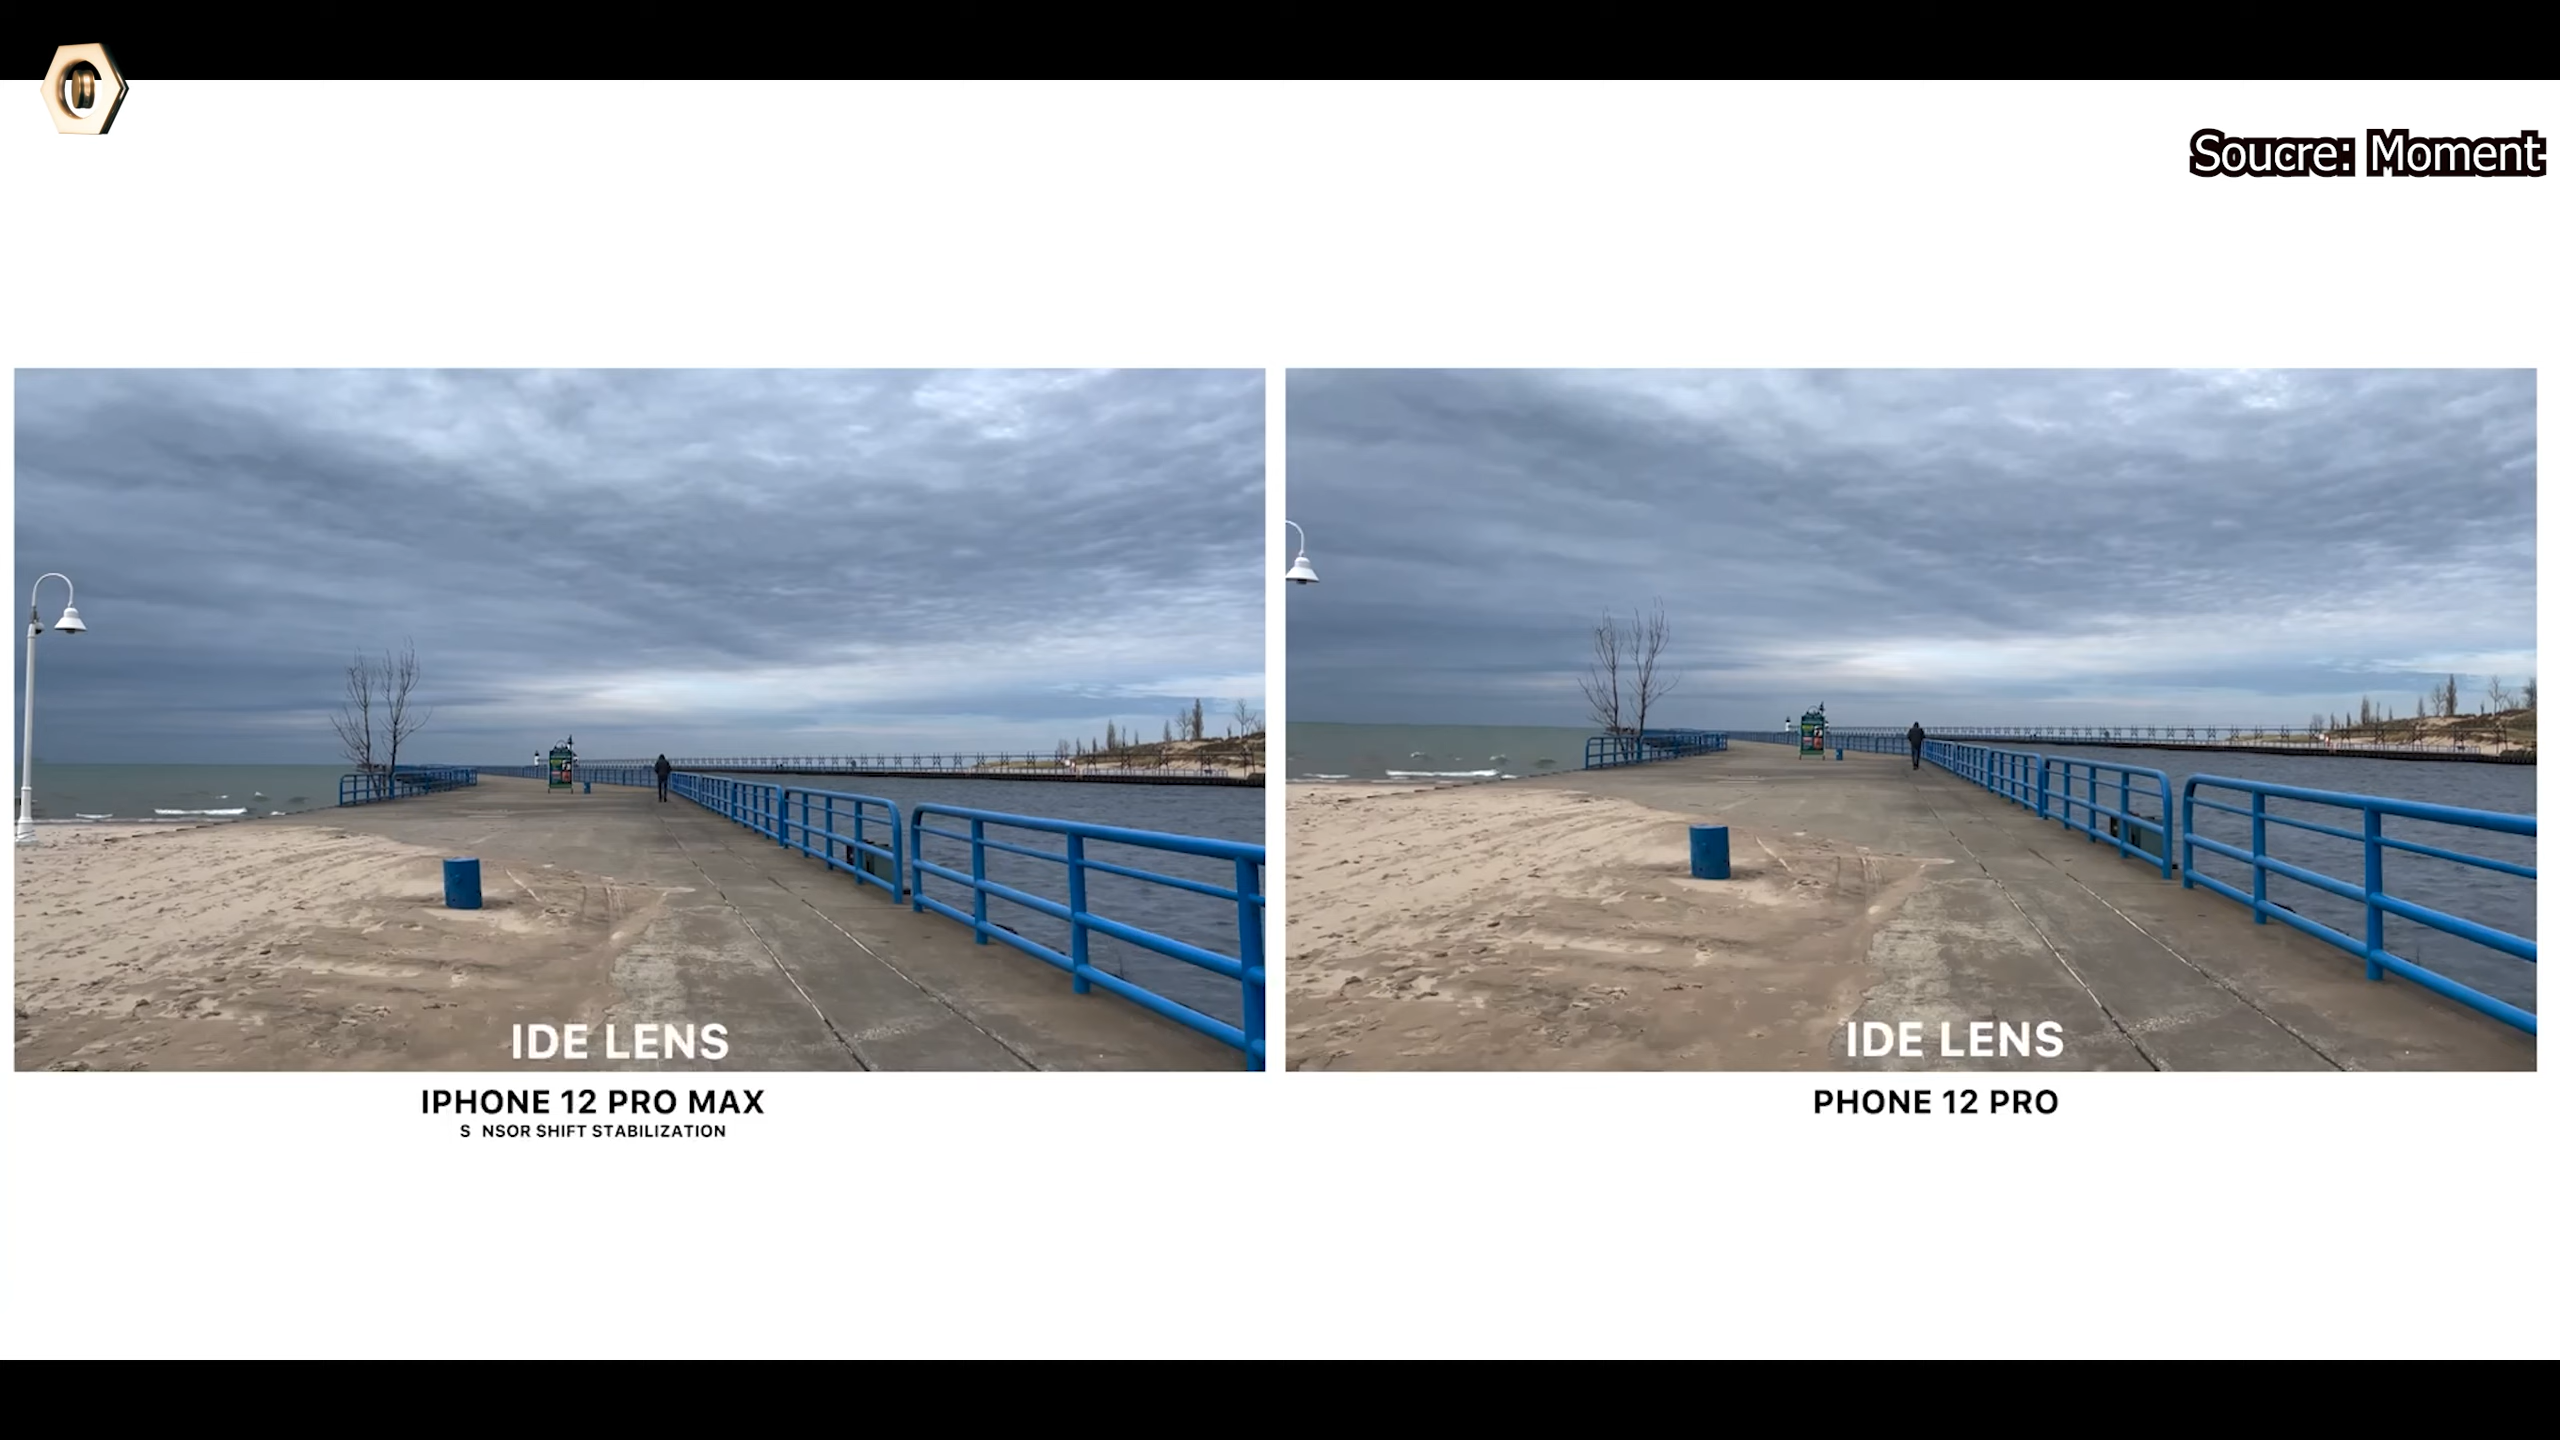 Soucre: Moment
IDE LENS
IPHONE 12 PRO MAX
S NSOR SHIFT STABILIZATION
IDE LENS
PHONE 12 PRO